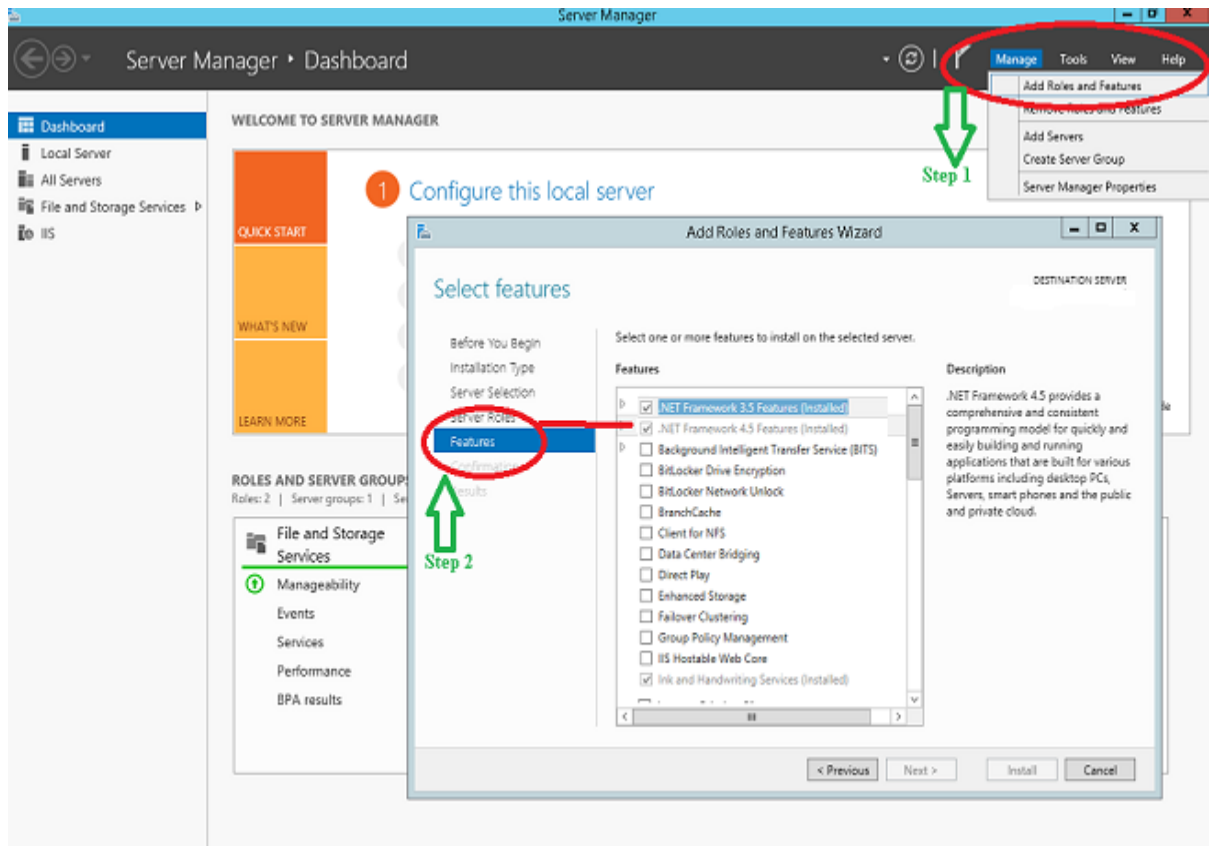 Server Manager
Server Manager • Dashboard
Manage Tools View Help
Add Roles and Features
Remove Roles and Features
Add Servers
Create Server Group
Server Manager Properties
Step 1
Dashboard
Local Server
All Servers
File and Storage Services
IIS
WELCOME TO SERVER MANAGER
1 Configure this local server
QUICK START
WHAT'S NEW
LEARN MORE
ROLES AND SERVER GROUP
Roles: 2 | Server groups: 1 | Se
File and Storage
Services
Manageability
Events
Services
Performance
BPA results
Add Roles and Features Wizard
Select features
DESTINATION SERVER
Before You Begin
Installation Type
Server Selection
Server Roles
Features
Confirmation
Results
Step 2
Select one or more features to install on the selected server.
Features
.NET Framework 3.5 Features (Installed)
.NET Framework 4.5 Features (Installed)
Background Intelligent Transfer Service (BITS)
BitLocker Drive Encryption
BitLocker Network Unlock
BranchCache
Client for NFS
Data Center Bridging
Direct Play
Enhanced Storage
Failover Clustering
Group Policy Management
IIS Hostable Web Core
Ink and Handwriting Services (Installed)
Description
.NET Framework 4.5 provides a
comprehensive and consistent
programming model for quickly and
easily building and running
applications that are built for various
platforms including desktop PCs,
Servers, smart phones and the public
and private cloud.
< Previous Next > Install Cancel